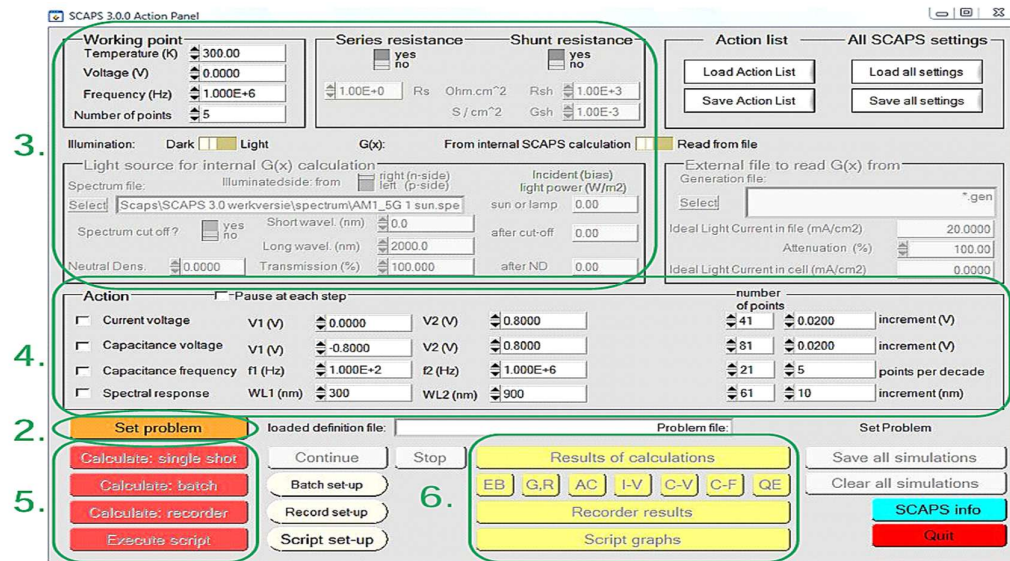 SCAPS 3.0.0 Action Panel
Working point
Temperature (K) 300.00
Voltage (V) 0.0000
Frequency (Hz) 1.000E+6
Number of points 5
Series resistance
yes
no
1.00E+0 Rs Ohm.cm^2
S / cm^2
Shunt resistance
yes
no
Rsh 1.00E+3
Gsh 1.00E-3
Action list
Load Action List
Save Action List
All SCAPS settings
Load all settings
Save all settings
3.
Illumination: Dark Light G(x): From internal SCAPS calculation Read from file
Light source for internal G(x) calculation
Illuminatedside: from right (n-side)
left (p-side)
Spectrum file:
Select Scaps\SCAPS 3.0 werkversie\spectrum\AM1_5G 1 sun.spe
Spectrum cut off ? yes
no
Short wavel. (nm) 0.0
Long wavel. (nm) 2000.0
Neutral Dens. 0.0000 Transmission (%) 100.000
Incident (bias)
light power (W/m2)
sun or lamp 0.00
after cut-off 0.00
after ND 0.00
External file to read G(x) from
Generation file:
Select *.gen
Ideal Light Current in file (mA/cm2) 20.0000
Attenuation (%) 100.00
Ideal Light Current in cell (mA/cm2) 0.0000
4.
Action Pause at each step number
of points
Current voltage V1 (V) 0.0000 V2 (V) 0.8000 41 0.0200 increment (V)
Capacitance voltage V1 (V) -0.8000 V2 (V) 0.8000 81 0.0200 increment (V)
Capacitance frequency f1 (Hz) 1.000E+2 f2 (Hz) 1.000E+6 21 5 points per decade
Spectral response WL1 (nm) 300 WL2 (nm) 900 61 10 increment (nm)
2. Set problem loaded definition file: Problem file: Set Problem
5.
Calculate: single shot Continue Stop
Calculate: batch Batch set-up
Calculate: recorder Record set-up
Execute script Script set-up
6.
Results of calculations
EB G,R AC I-V C-V C-F QE
Recorder results
Script graphs
Save all simulations
Clear all simulations
SCAPS info
Quit